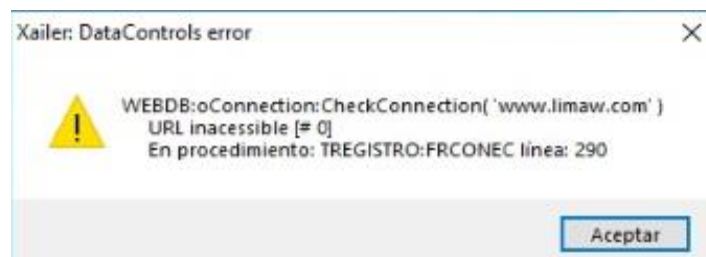 Xailer: DataControls error
WEBDB:oConnection:CheckConnection( 'www.limaw.com' )
URL inacessible [# 0]
En procedimiento: TREGISTRO:FRCONEC línea: 290
Aceptar